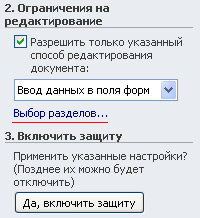 2. Ограничения на
редактирование
Разрешить только указанный
способ редактирования
документа:
Ввод данных в поля форм
Выбор разделов...
3. Включить защиту
Применить указанные настройки?
(Позднее их можно будет
отключить)
Да, включить защиту